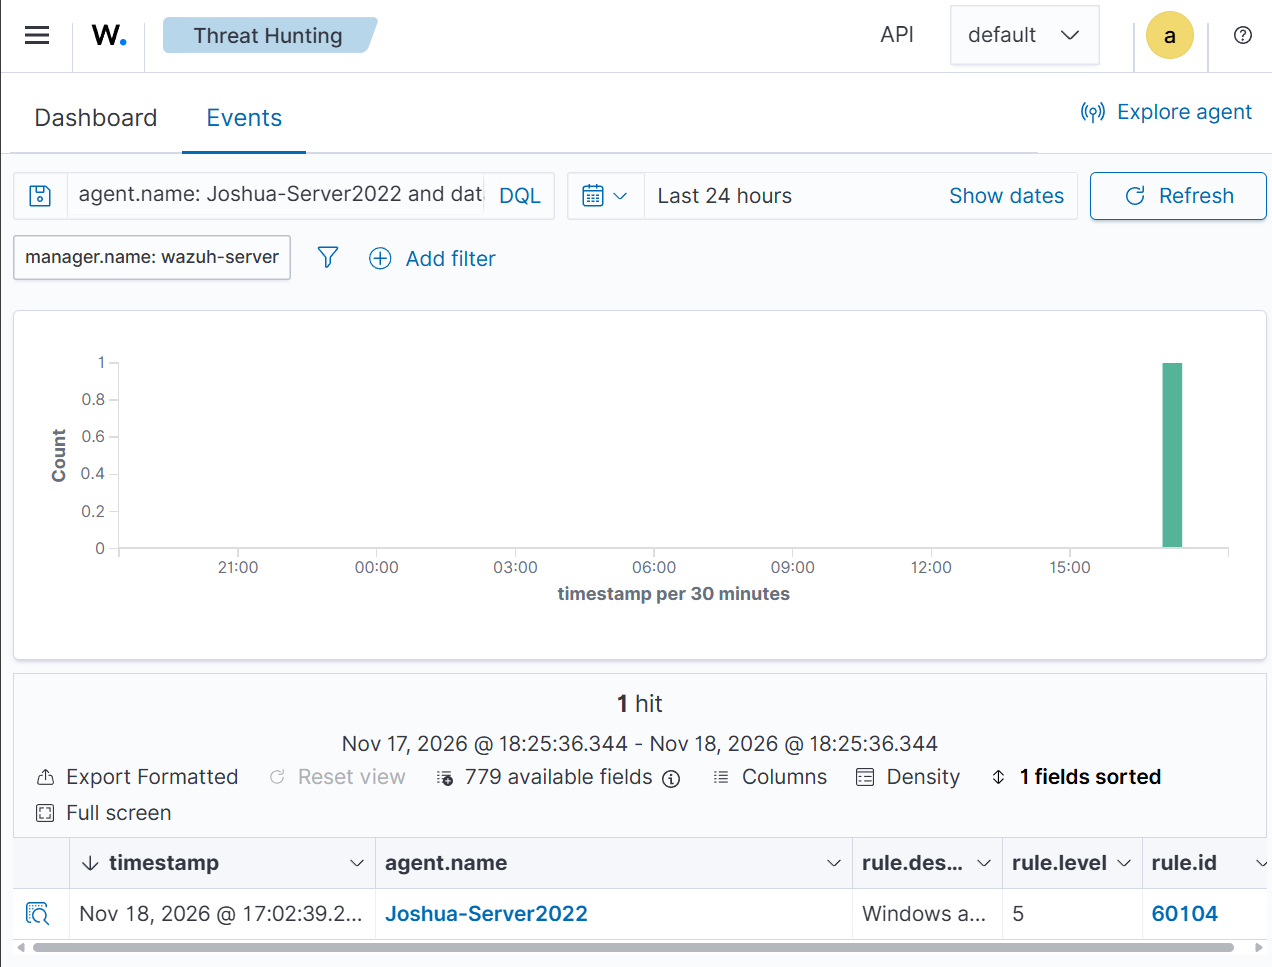 W. Threat Hunting API default a
Dashboard Events Explore agent
agent.name: Joshua-Server2022 and dat DQL Last 24 hours Show dates Refresh
manager.name: wazuh-server Add filter
1
0.8
0.6
0.4
0.2
0
Count
21:00 00:00 03:00 06:00 09:00 12:00 15:00
timestamp per 30 minutes
1 hit
Nov 17, 2026 @ 18:25:36.344 - Nov 18, 2026 @ 18:25:36.344
Export Formatted Reset view 779 available fields Columns Density 1 fields sorted
Full screen
timestamp agent.name rule.des... rule.level rule.id
Nov 18, 2026 @ 17:02:39.2... Joshua-Server2022 Windows a... 5 60104